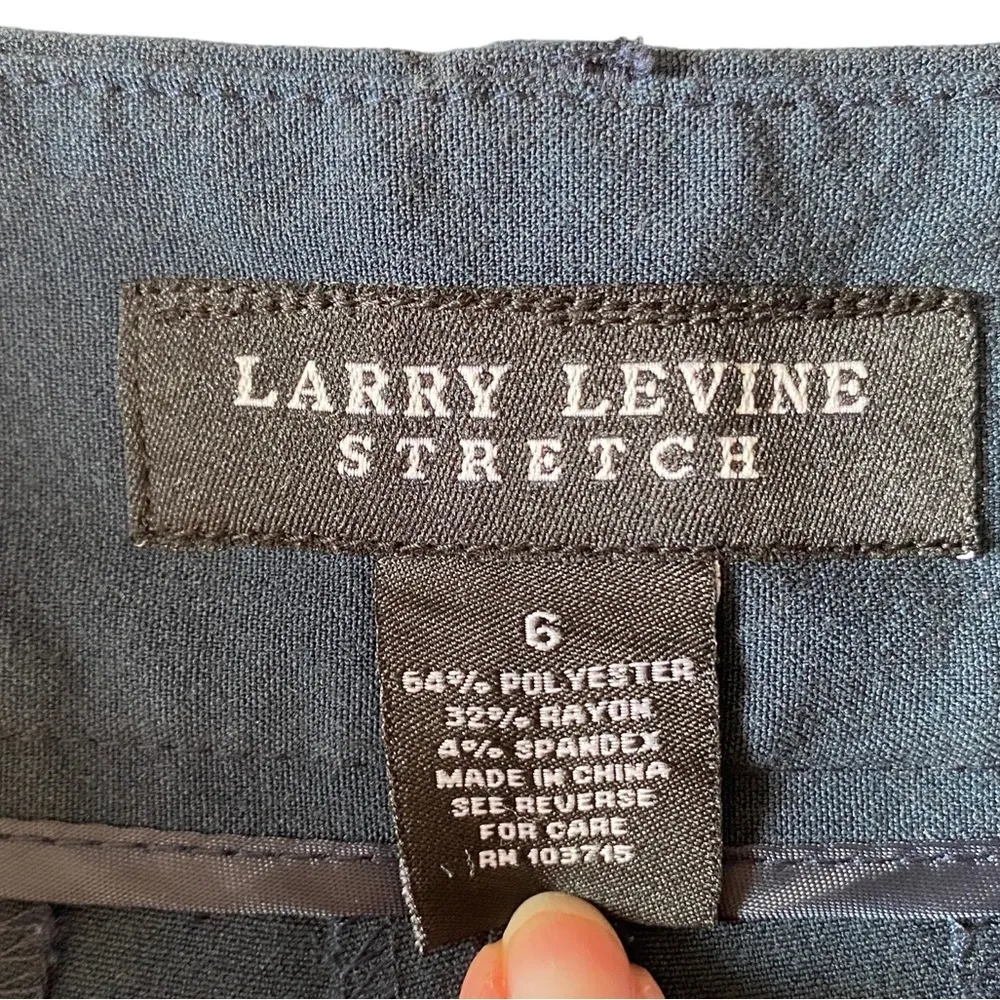 LARRY LEVINE
STRETCH
6
64% POLYESTER
32% RAYON
4% SPANDEX
MADE IN CHINA
SEE REVERSE
FOR CARE
RN 103715